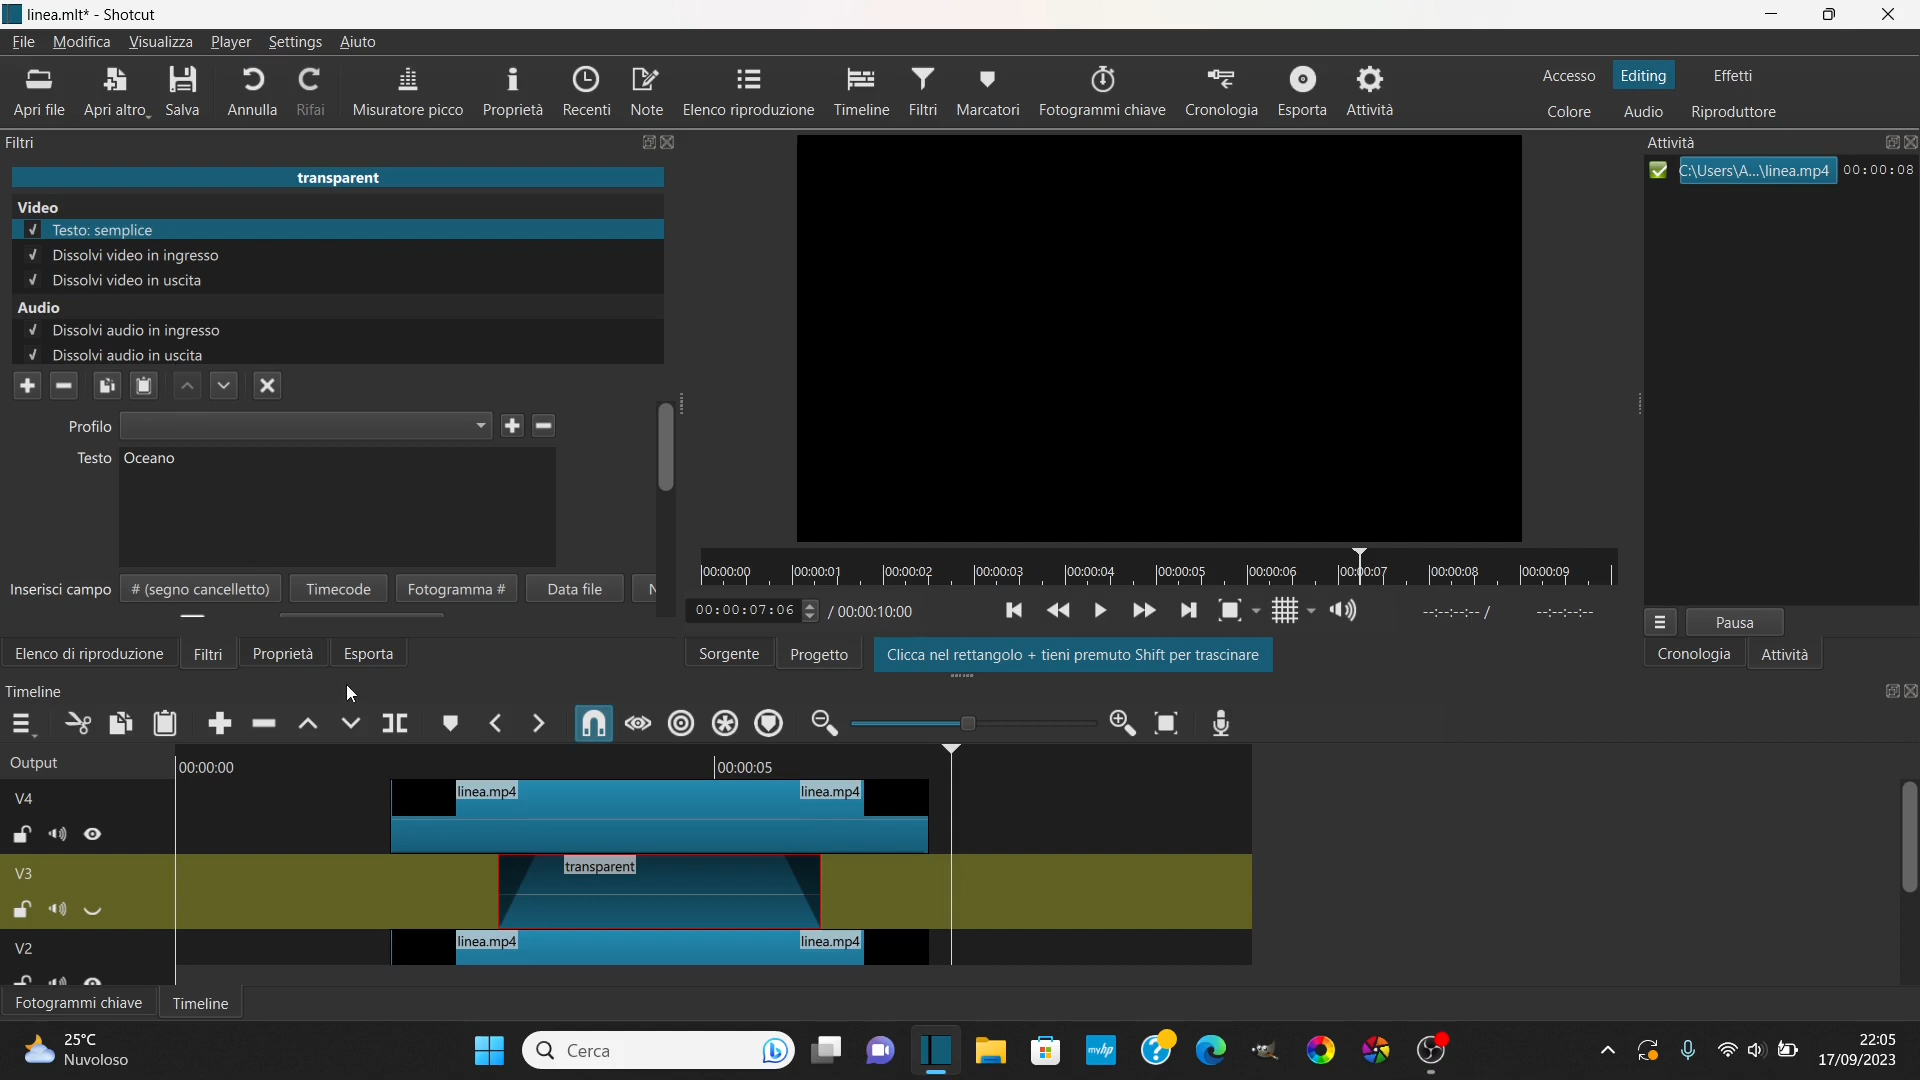 linea.mlt* - Shotcut
File Modifica Visualizza Player Settings Aiuto
Apri file Apri altro Salva Annulla Rifai Misuratore picco Proprietà Recenti Note Elenco riproduzione Timeline Filtri Marcatori Fotogrammi chiave Cronologia Esporta Attività
Accesso Editing Effetti
Colore Audio Riproduttore
Filtri
transparent
Video
Testo: semplice
Dissolvi video in ingresso
Dissolvi video in uscita
Audio
Dissolvi audio in ingresso
Dissolvi audio in uscita
Profilo
Testo Oceano
Inserisci campo # (segno cancelletto) Timecode Fotogramma # Data file
Elenco di riproduzione Filtri Proprietà Esporta
00:00:00 00:00:01 00:00:02 00:00:03 00:00:04 00:00:05 00:00:06 00:00:07 00:00:08 00:00:09
00:00:07:06 / 00:00:10:00 --:--:--:-- / --:--:--:--
Sorgente Progetto Clicca nel rettangolo + tieni premuto Shift per trascinare
Attività
C:\Users\A...\linea.mp4 00:00:08
Pausa
Cronologia Attività
Timeline
Output 00:00:00 00:00:05
V4 linea.mp4 linea.mp4
V3 transparent
V2 linea.mp4 linea.mp4
Fotogrammi chiave Timeline
25°C
Nuvoloso
Cerca
myhp
22:05
17/09/2023